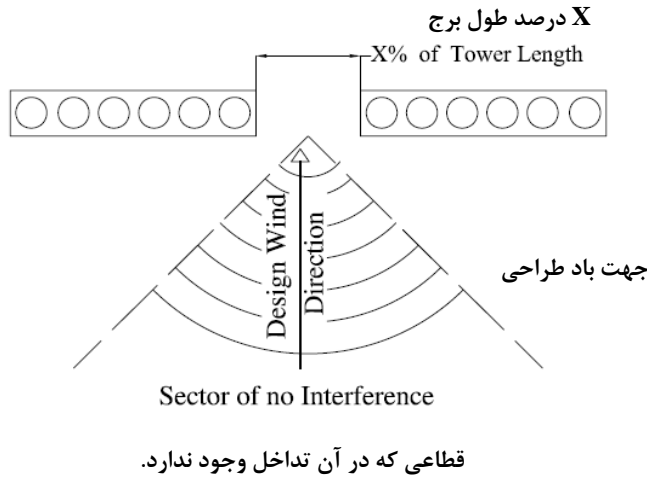 X درصد طول برج
X% of Tower Length
Design Wind
Direction
جهت باد طراحی
Sector of no Interference
قطاعی که در آن تداخل وجود ندارد.